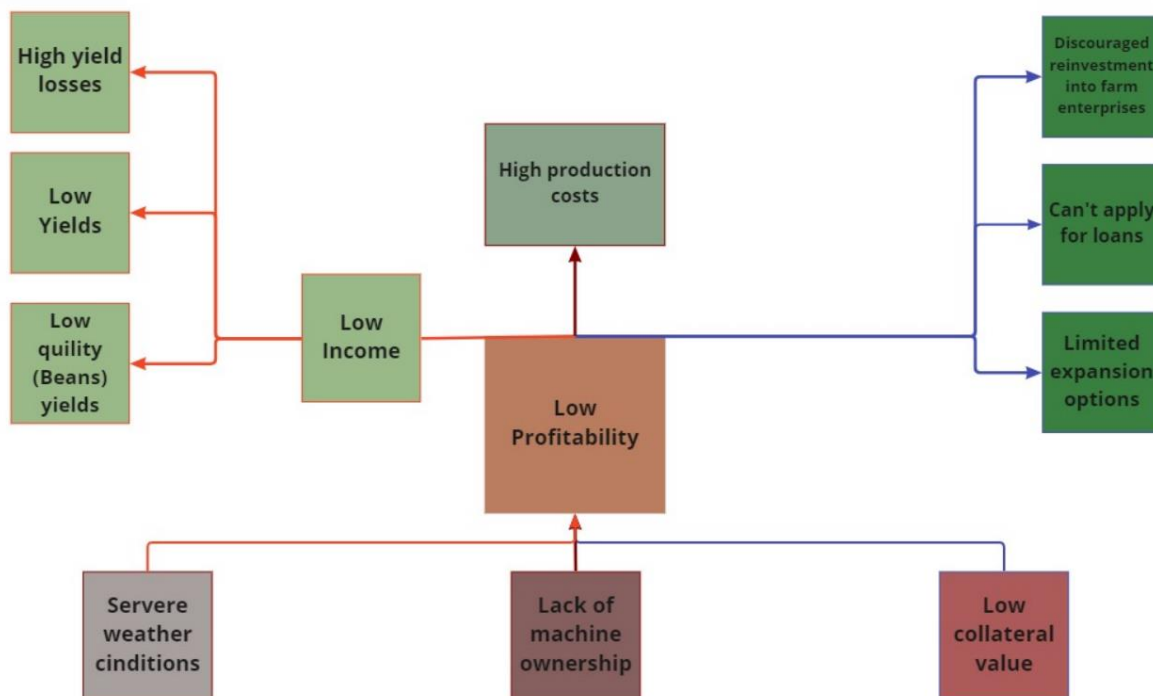 High yield
losses
Low
Yields
Low
quility
(Beans)
yields
Low
Income
High production
costs
Low
Profitability
Discouraged
reinvestment
into farm
enterprises
Can't apply
for loans
Limited
expansion
options
Servere
weather
cinditions
Lack of
machine
ownership
Low
collateral
value